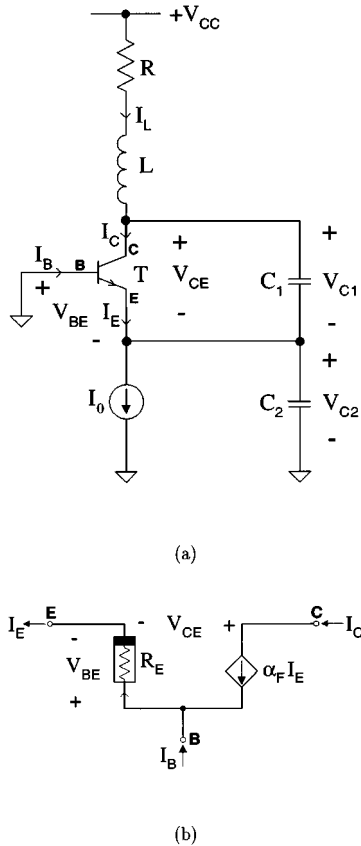 +V_CC
R
I_L
L
I_C
C
+
+
I_B
B
T
V_CE
C_1
V_C1
+
E
V_BE
I_E
-
-
-
+
I_0
C_2
V_C2
-
(a)
I_E
E
-
V_CE
+
C
I_C
-
V_BE
R_E
α_F I_E
+
B
I_B
(b)